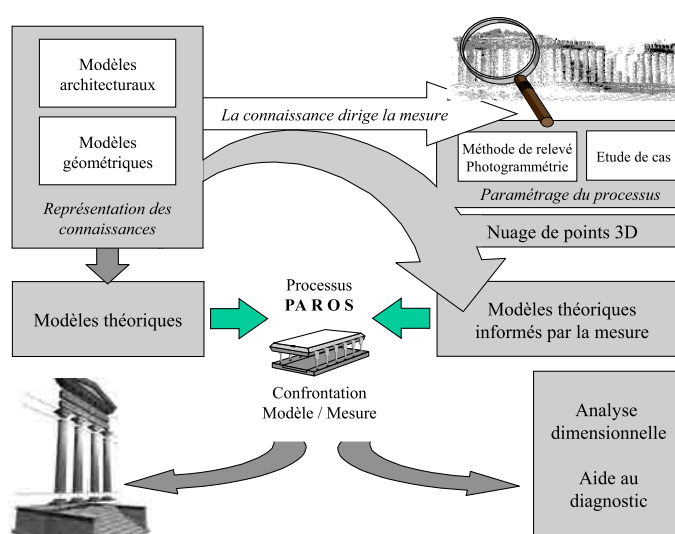 Modèles
architecturaux
Modèles
géométriques
Représentation des
connaissances
La connaissance dirige la mesure
Méthode de relevé
Photogrammétrie
Etude de cas
Paramétrage du processus
Nuage de points 3D
Modèles théoriques
Processus
PAROS
Modèles théoriques
informés par la mesure
Confrontation
Modèle / Mesure
Analyse
dimensionnelle
Aide au
diagnostic